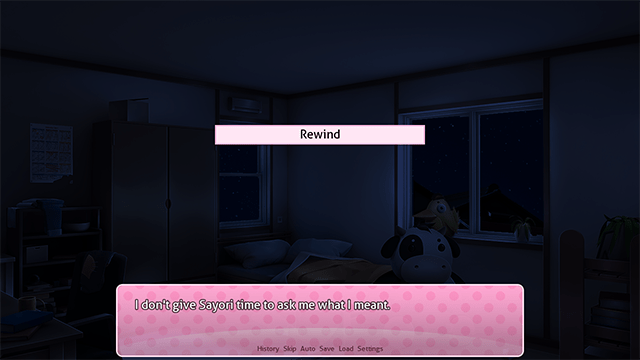 Rewind
I don't give Sayori time to ask me what I meant.
History Skip Auto Save Load Settings